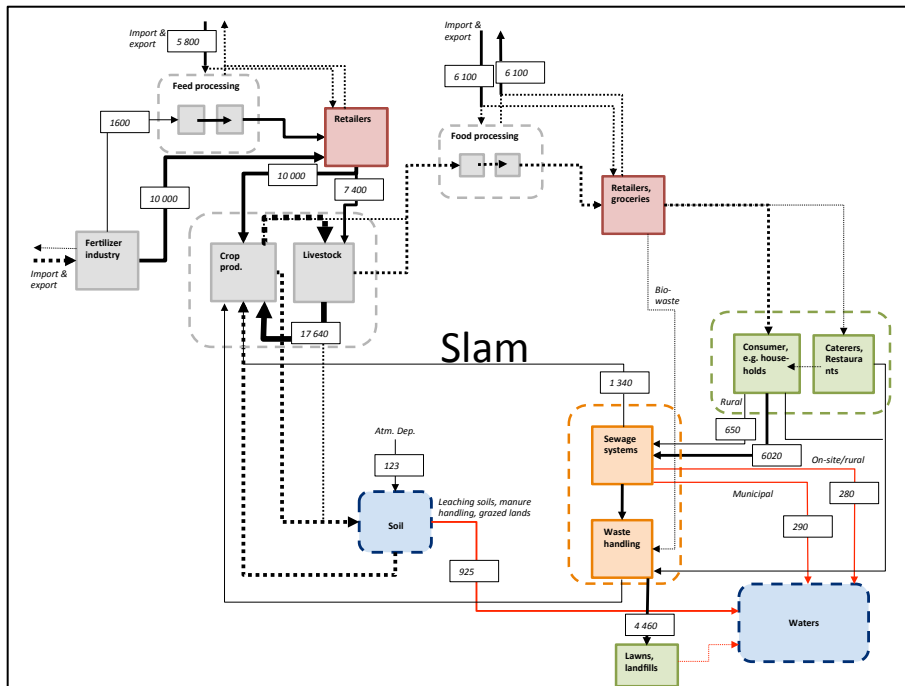 Import &
export
5 800
Feed processing
1600
Retailers
10 000
10 000
7 400
Import &
export
6 100
6 100
Food processing
Retailers,
groceries
Fertilizer
industry
Import &
export
Crop
prod.
Livestock
17 640
Bio-
waste
Slam
Consumer,
e.g. house-
holds
Caterers,
Restaura
nts
1 340
Rural
650
6020
Sewage
systems
On-site/rural
Municipal
280
290
Atm. Dep.
123
Leaching soils, manure
handling, grazed lands
Soil
925
Waste
handling
4 460
Waters
Lawns,
landfills